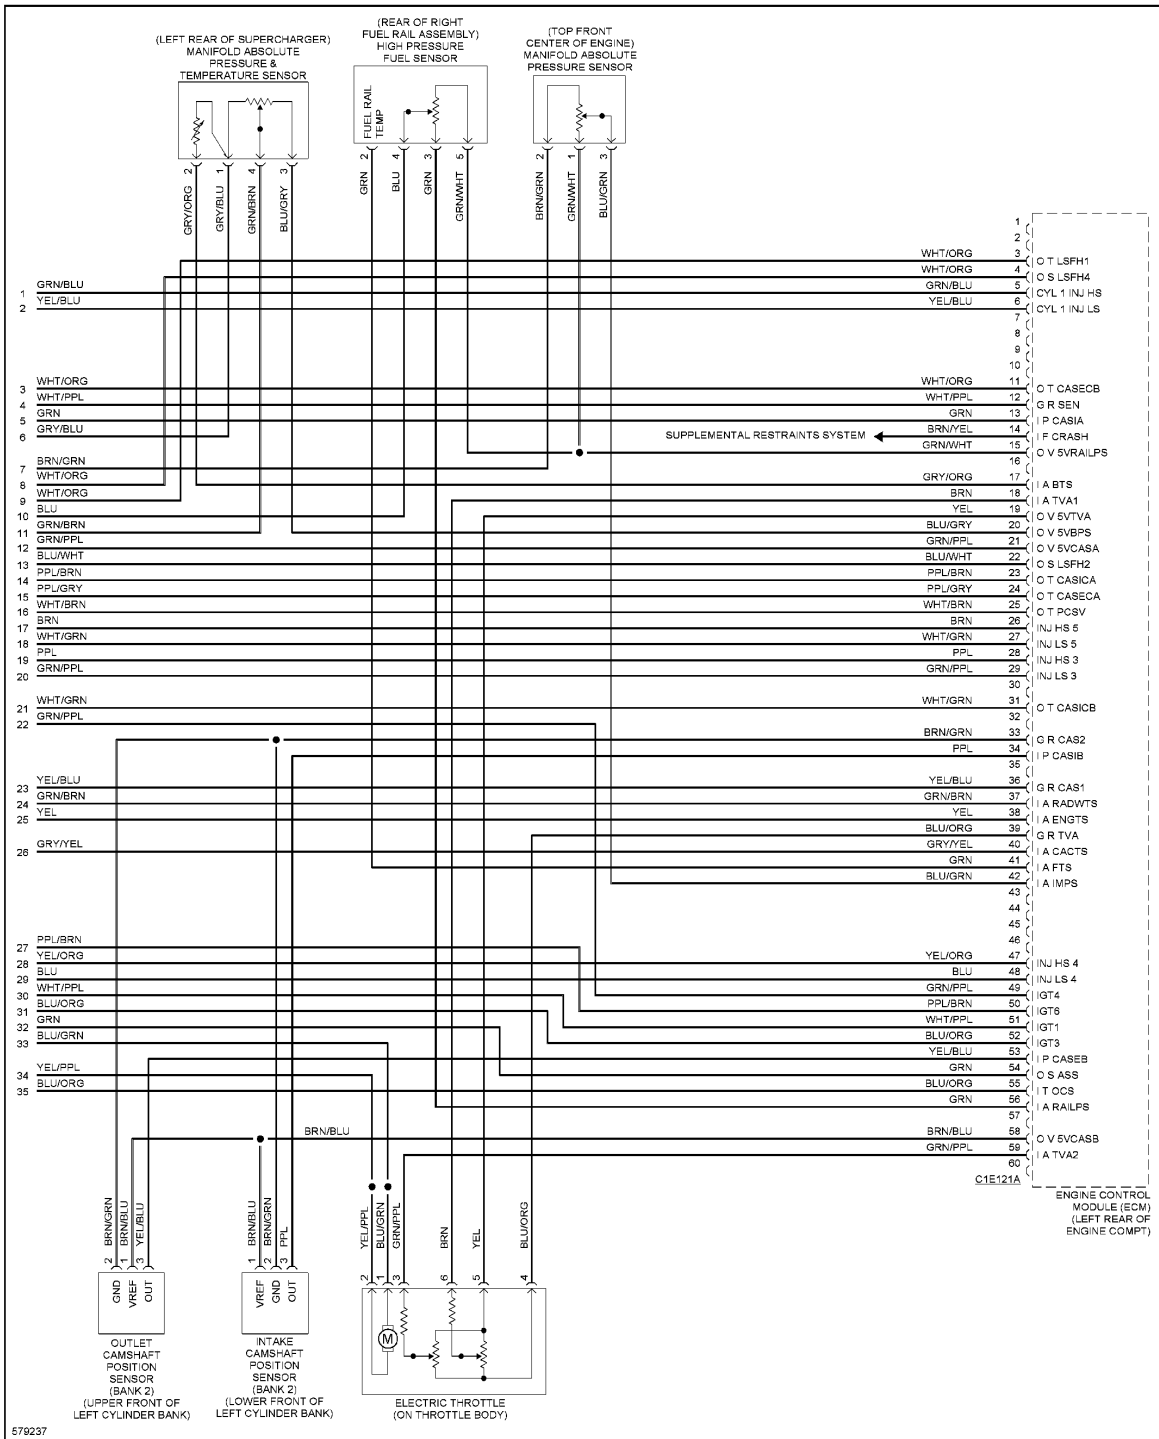 (LEFT REAR OF SUPERCHARGER)
MANIFOLD ABSOLUTE
PRESSURE &
TEMPERATURE SENSOR
(REAR OF RIGHT
FUEL RAIL ASSEMBLY)
HIGH PRESSURE
FUEL SENSOR
(TOP FRONT
CENTER OF ENGINE)
MANIFOLD ABSOLUTE
PRESSURE SENSOR
FUEL RAIL
TEMP
2 GRY/ORG
1 GRY/BLU
4 GRN/BRN
3 BLU/GRY
2 GRN
4 BLU
3 GRN
5 GRN/WHT
2 BRN/GRN
1 GRN/WHT
3 BLU/GRN
1 GRN/BLU
2 YEL/BLU
3 WHT/ORG
4 WHT/PPL
5 GRN
6 GRY/BLU
7 BRN/GRN
8 WHT/ORG
9 WHT/ORG
10 BLU
11 GRN/BRN
12 GRN/PPL
13 BLU/WHT
14 PPL/BRN
15 PPL/GRY
16 WHT/BRN
17 BRN
18 WHT/GRN
19 PPL
20 GRN/PPL
21 WHT/GRN
22 GRN/PPL
23 YEL/BLU
24 GRN/BRN
25 YEL
26 GRY/YEL
27 PPL/BRN
28 YEL/ORG
29 BLU
30 WHT/PPL
31 BLU/ORG
32 GRN
33 BLU/GRN
34 YEL/PPL
35 BLU/ORG
SUPPLEMENTAL RESTRAINTS SYSTEM
1
2
WHT/ORG 3 O T LSFH1
WHT/ORG 4 O S LSFH4
GRN/BLU 5 CYL 1 INJ HS
YEL/BLU 6 CYL 1 INJ LS
7
8
9
10
WHT/ORG 11 O T CASECB
WHT/PPL 12 G R SEN
GRN 13 I P CASIA
BRN/YEL 14 I F CRASH
GRN/WHT 15 O V 5VRAILPS
16
GRY/ORG 17 I A BTS
BRN 18 I A TVA1
YEL 19 O V 5VTVA
BLU/GRY 20 O V 5VBPS
GRN/PPL 21 O V 5VCASA
BLU/WHT 22 O S LSFH2
PPL/BRN 23 O T CASICA
PPL/GRY 24 O T CASECA
WHT/BRN 25 O T PCSV
BRN 26 INJ HS 5
WHT/GRN 27 INJ LS 5
PPL 28 INJ HS 3
GRN/PPL 29 INJ LS 3
30
WHT/GRN 31 O T CASICB
32
BRN/GRN 33 G R CAS2
PPL 34 I P CASIB
35
YEL/BLU 36 G R CAS1
GRN/BRN 37 I A RADWTS
YEL 38 I A ENGTS
BLU/ORG 39 G R TVA
GRY/YEL 40 I A CACTS
GRN 41 I A FTS
BLU/GRN 42 I A IMPS
43
44
45
46
YEL/ORG 47 INJ HS 4
BLU 48 INJ LS 4
GRN/PPL 49 IGT4
PPL/BRN 50 IGT6
WHT/PPL 51 IGT1
BLU/ORG 52 IGT3
YEL/BLU 53 I P CASEB
GRN 54 O S ASS
BLU/ORG 55 I T OCS
GRN 56 I A RAILPS
57
BRN/BLU BRN/BLU 58 O V 5VCASB
GRN/PPL 59 I A TVA2
60
C1E121A
ENGINE CONTROL
MODULE (ECM)
(LEFT REAR OF
ENGINE COMPT)
2 BRN/GRN
1 BRN/BLU
3 YEL/BLU
1 BRN/BLU
2 BRN/GRN
3 PPL
2 YEL/PPL
1 BLU/GRN
3 GRN/PPL
6 BRN
5 YEL
4 BLU/ORG
GND
VREF
OUT
VREF
GND
OUT
M
OUTLET
CAMSHAFT
POSITION
SENSOR
(BANK 2)
(UPPER FRONT OF
LEFT CYLINDER BANK)
INTAKE
CAMSHAFT
POSITION
SENSOR
(BANK 2)
(LOWER FRONT OF
LEFT CYLINDER BANK)
ELECTRIC THROTTLE
(ON THROTTLE BODY)
579237